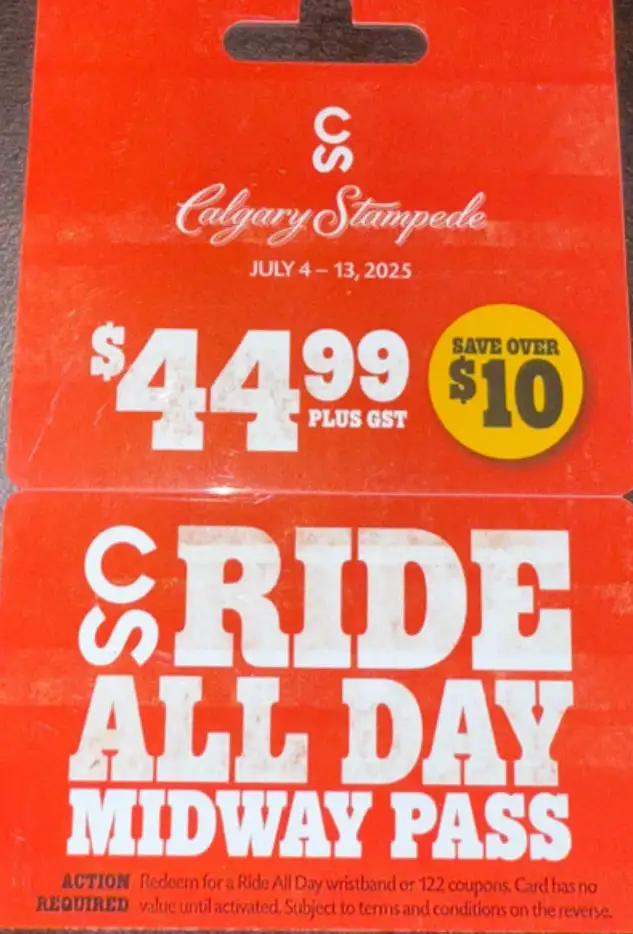 SC
Calgary Stampede
JULY 4 – 13, 2025
$44.99
PLUS GST
SAVE OVER
$10
SC RIDE
ALL DAY
MIDWAY PASS
ACTION Redeem for a Ride All Day wristband or 122 coupons. Card has no
REQUIRED value until activated. Subject to terms and conditions on the reverse.